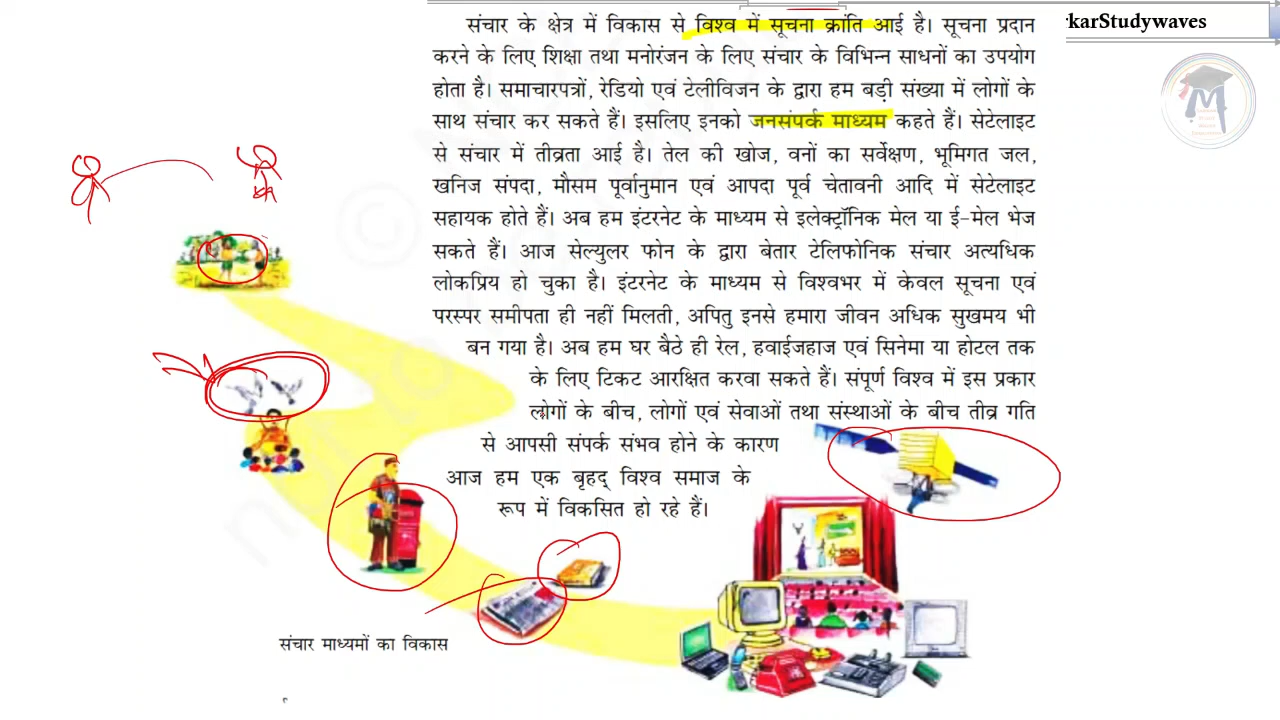 संचार के क्षेत्र में विकास से विश्व में सूचना क्रांति आई है। सूचना प्रदान
करने के लिए शिक्षा तथा मनोरंजन के लिए संचार के विभिन्न साधनों का उपयोग
होता है। समाचारपत्रों, रेडियो एवं टेलीविजन के द्वारा हम बड़ी संख्या में लोगों के
साथ संचार कर सकते हैं। इसलिए इनको जनसंपर्क माध्यम कहते हैं। सेटेलाइट
से संचार में तीव्रता आई है। तेल की खोज, वनों का सर्वेक्षण, भूमिगत जल,
खनिज संपदा, मौसम पूर्वानुमान एवं आपदा पूर्व चेतावनी आदि में सेटेलाइट
सहायक होते हैं। अब हम इंटरनेट के माध्यम से इलेक्ट्रॉनिक मेल या ई-मेल भेज
सकते हैं। आज सेल्युलर फोन के द्वारा बेतार टेलिफोनिक संचार अत्यधिक
लोकप्रिय हो चुका है। इंटरनेट के माध्यम से विश्वभर में केवल सूचना एवं
परस्पर समीपता ही नहीं मिलती, अपितु इनसे हमारा जीवन अधिक सुखमय भी
बन गया है। अब हम घर बैठे ही रेल, हवाईजहाज एवं सिनेमा या होटल तक
के लिए टिकट आरक्षित करवा सकते हैं। संपूर्ण विश्व में इस प्रकार
लोगों के बीच, लोगों एवं सेवाओं तथा संस्थाओं के बीच तीव्र गति
से आपसी संपर्क संभव होने के कारण
आज हम एक बृहद् विश्व समाज के
रूप में विकसित हो रहे हैं।
संचार माध्यमों का विकास
rkarStudywaves